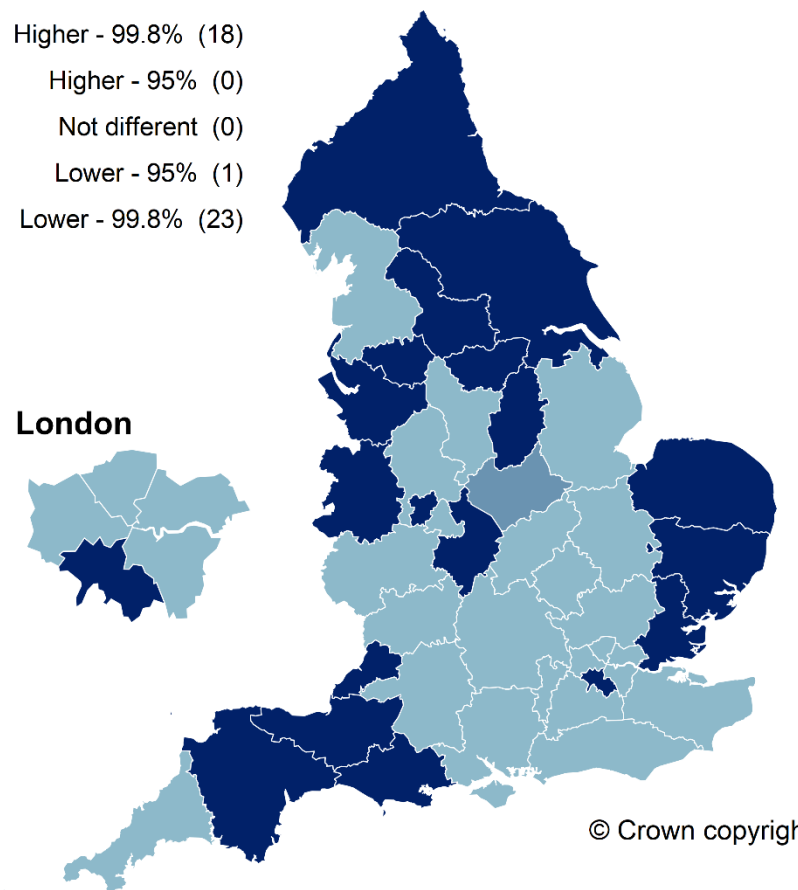 Higher - 99.8% (18)
Higher - 95% (0)
Not different (0)
Lower - 95% (1)
Lower - 99.8% (23)
London
© Crown copyrigh